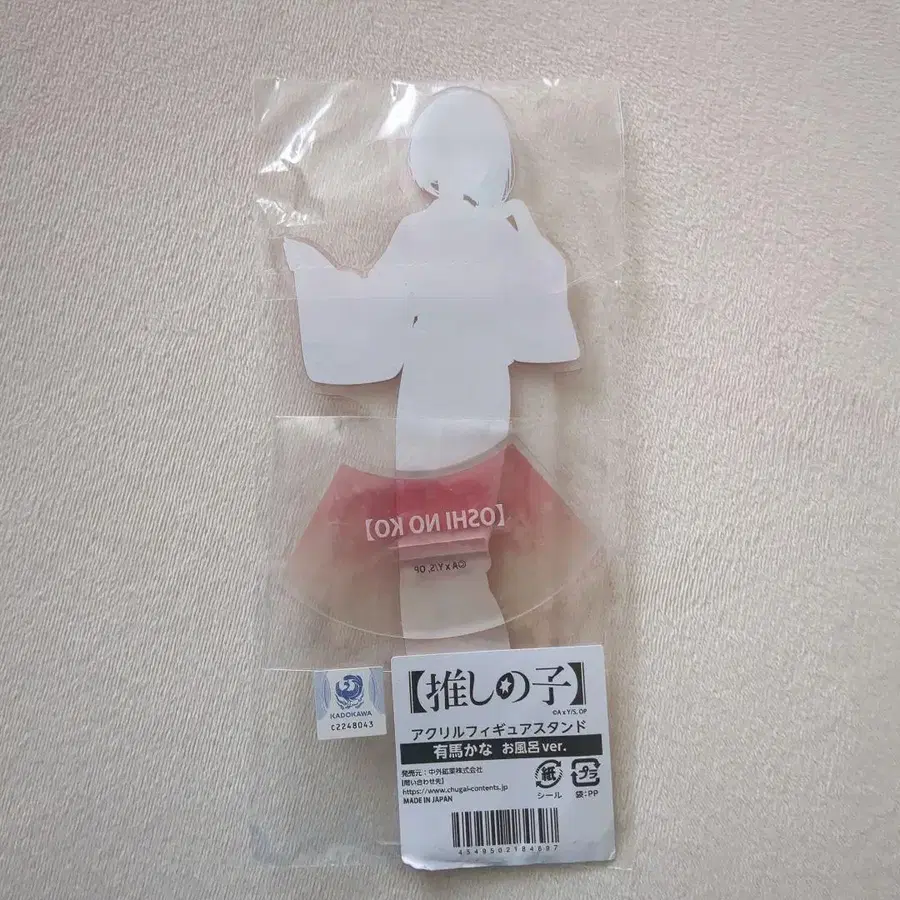 【OSHI NO KO】
©A x Y/S, OP
KADOKAWA
C2248043
【推しの子】
©A x Y/S, OP
アクリルフィギュアスタンド
有馬かな お風呂ver.
発売元：中外鉱業株式会社
[問い合わせ先]
https://www.chugai-contents.jp
MADE IN JAPAN
紙
シール
プラ
袋:PP
4549502184697